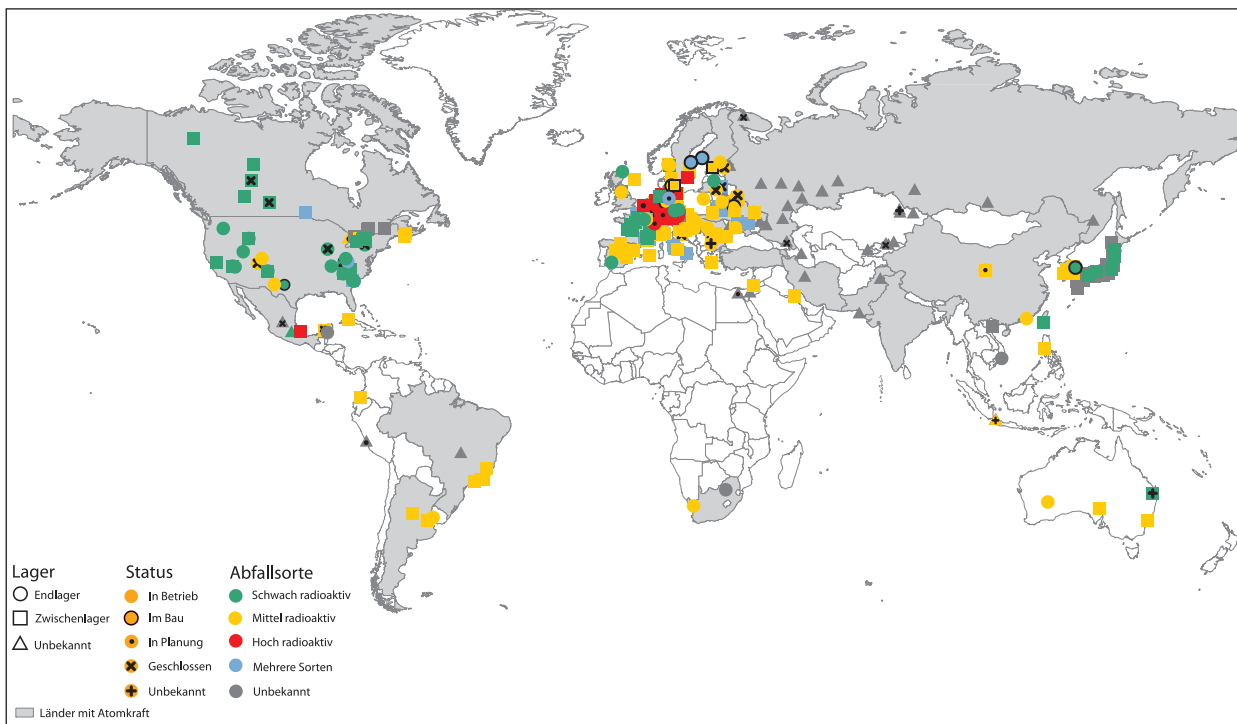 Lager
Endlager
Zwischenlager
Unbekannt
Status
In Betrieb
Im Bau
In Planung
Geschlossen
Unbekannt
Abfallsorte
Schwach radioaktiv
Mittel radioaktiv
Hoch radioaktiv
Mehrere Sorten
Unbekannt
Länder mit Atomkraft